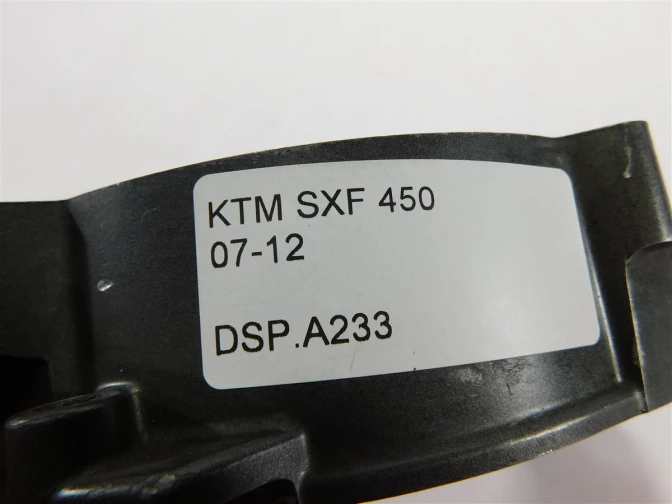 KTM SXF 450
07-12
DSP.A233